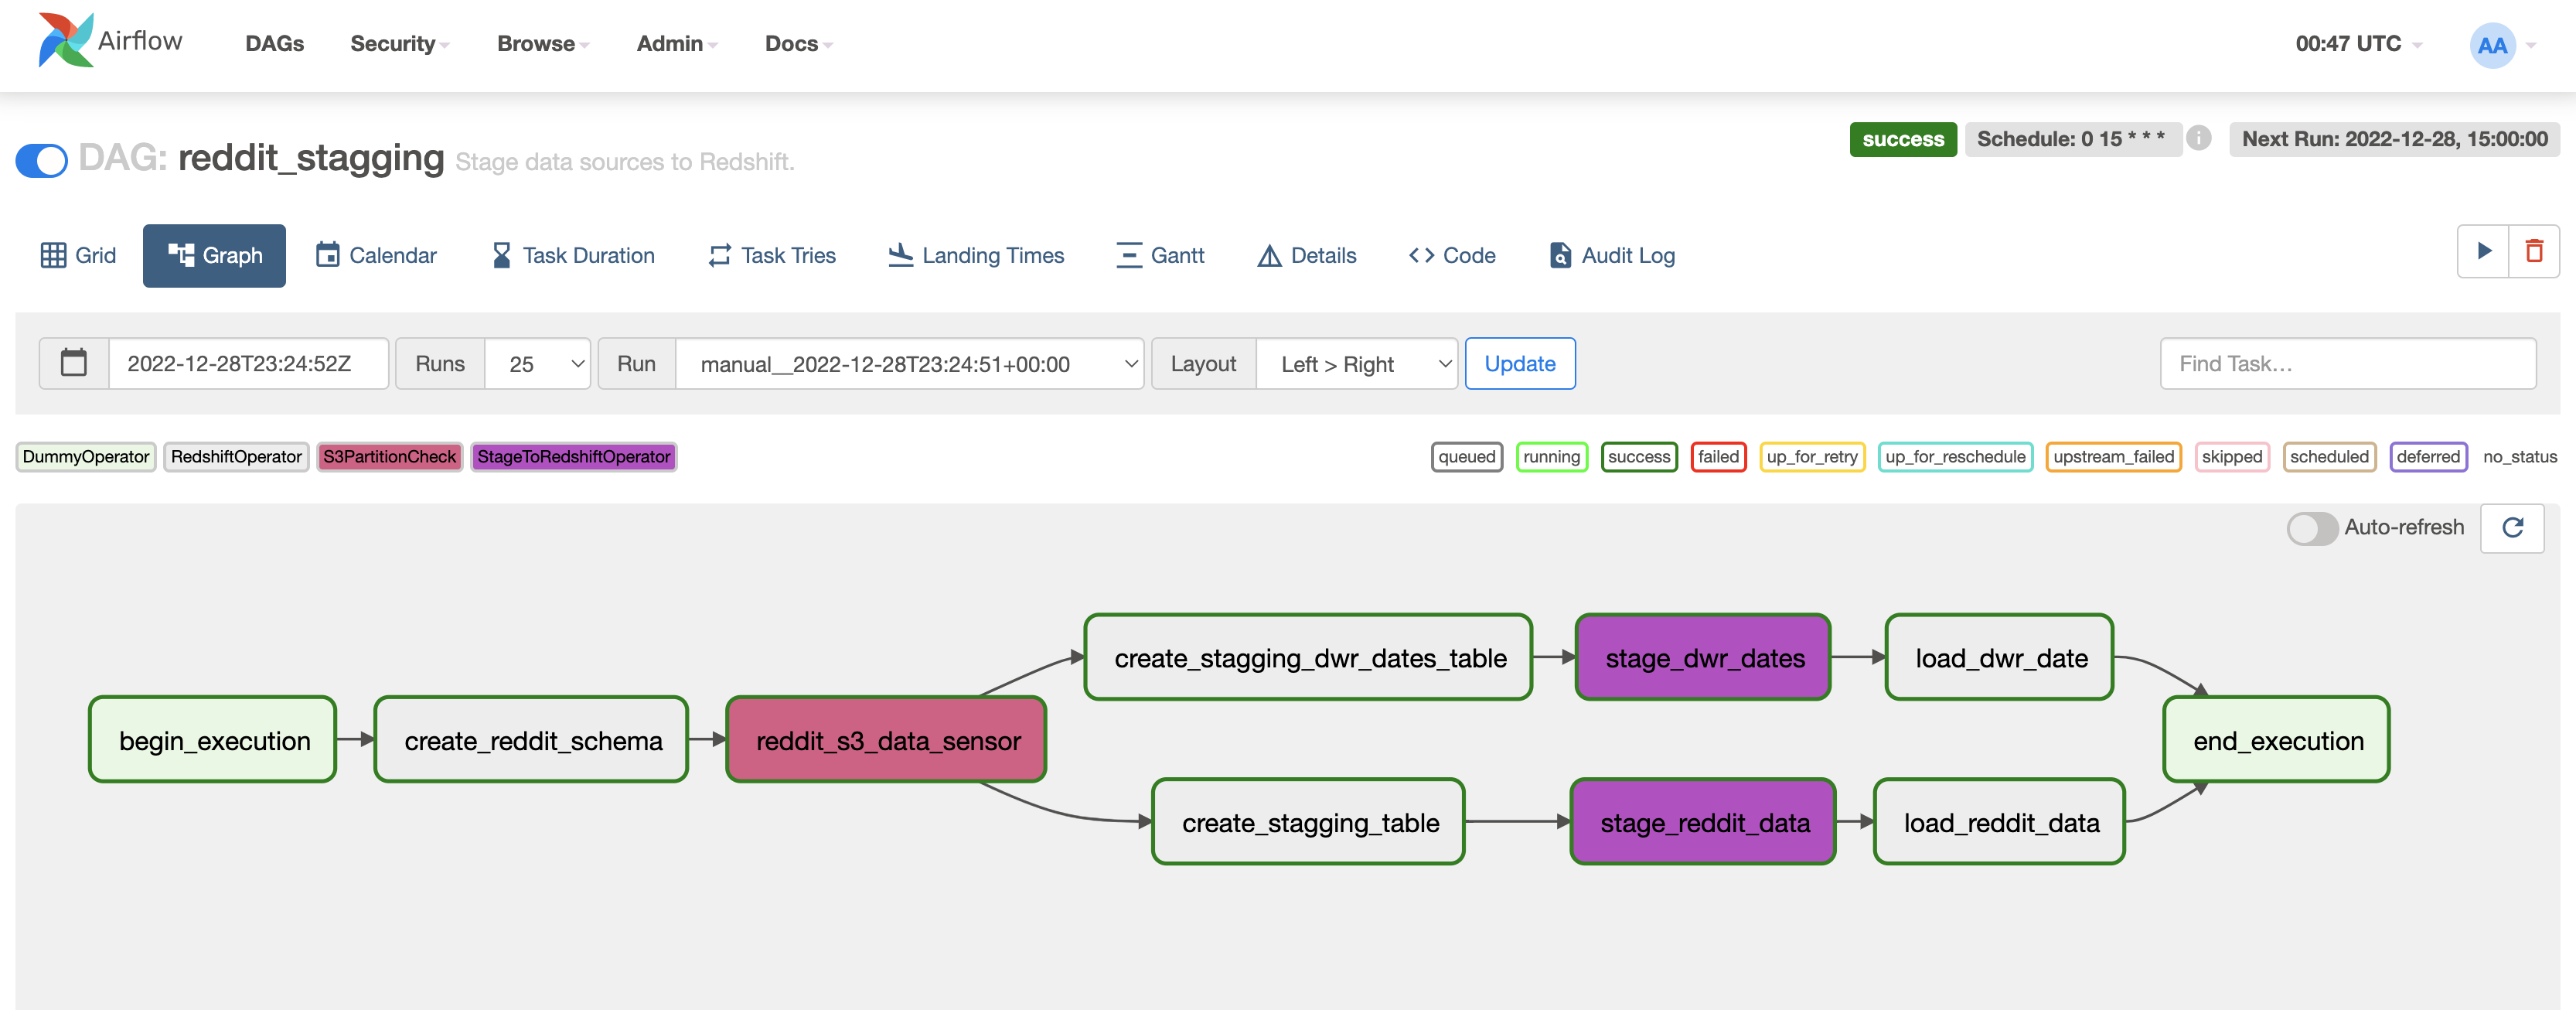 Airflow DAGs Security Browse Admin Docs 00:47 UTC AA
success Schedule: 0 15 * * * i Next Run: 2022-12-28, 15:00:00
DAG: reddit_stagging Stage data sources to Redshift.
Grid Graph Calendar Task Duration Task Tries Landing Times Gantt Details Code Audit Log
2022-12-28T23:24:52Z Runs 25 Run manual__2022-12-28T23:24:51+00:00 Layout Left > Right Update Find Task...
DummyOperator RedshiftOperator S3PartitionCheck StageToRedshiftOperator queued running success failed up_for_retry up_for_reschedule upstream_failed skipped scheduled deferred no_status
Auto-refresh
create_stagging_dwr_dates_table stage_dwr_dates load_dwr_date
begin_execution create_reddit_schema reddit_s3_data_sensor end_execution
create_stagging_table stage_reddit_data load_reddit_data